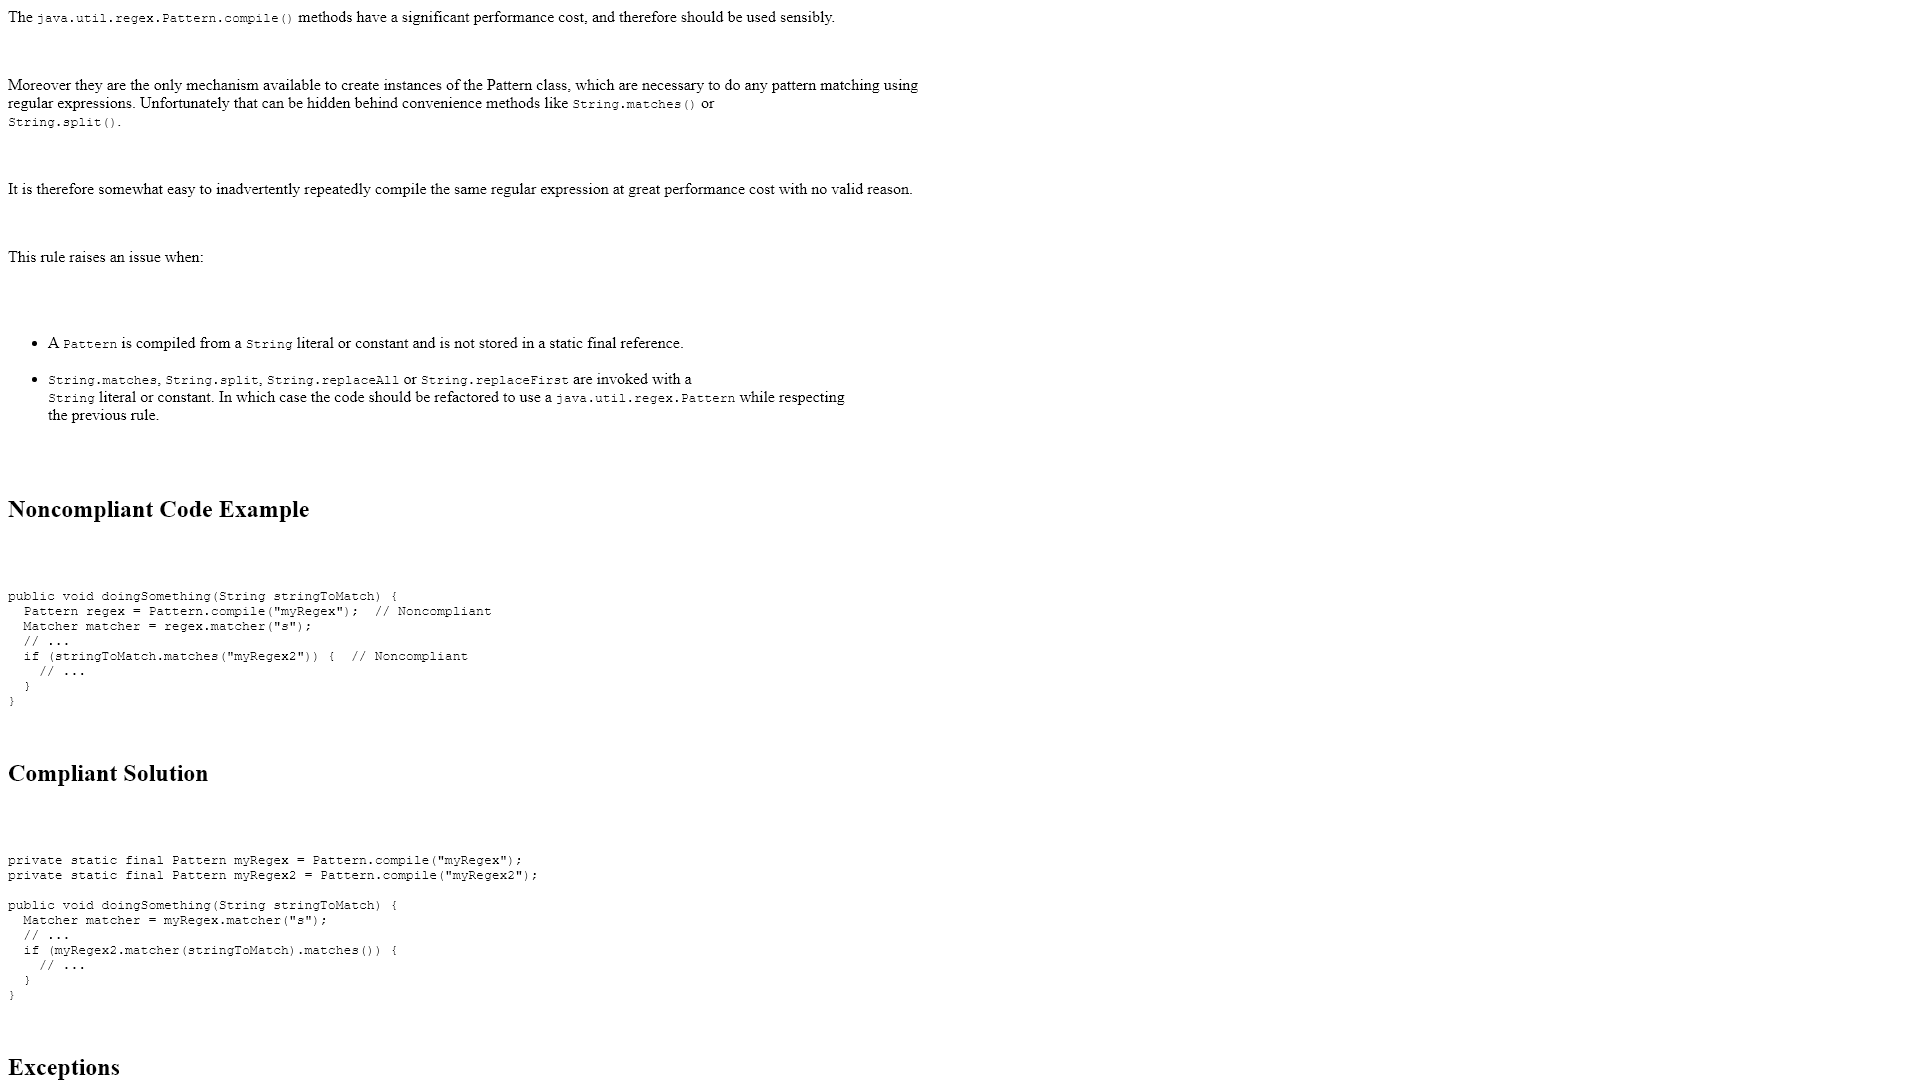 The java.util.regex.Pattern.compile() methods have a significant performance cost, and therefore should be used sensibly.
Moreover they are the only mechanism available to create instances of the Pattern class, which are necessary to do any pattern matching using
regular expressions. Unfortunately that can be hidden behind convenience methods like String.matches() or
String.split().
It is therefore somewhat easy to inadvertently repeatedly compile the same regular expression at great performance cost with no valid reason.
This rule raises an issue when:
• A Pattern is compiled from a String literal or constant and is not stored in a static final reference.
• String.matches, String.split, String.replaceAll or String.replaceFirst are invoked with a
String literal or constant. In which case the code should be refactored to use a java.util.regex.Pattern while respecting
the previous rule.
Noncompliant Code Example
public void doingSomething(String stringToMatch) {
  Pattern regex = Pattern.compile("myRegex");  // Noncompliant
  Matcher matcher = regex.matcher("s");
  // ...
  if (stringToMatch.matches("myRegex2")) {  // Noncompliant
    // ...
  }
}
Compliant Solution
private static final Pattern myRegex = Pattern.compile("myRegex");
private static final Pattern myRegex2 = Pattern.compile("myRegex2");
public void doingSomething(String stringToMatch) {
  Matcher matcher = myRegex.matcher("s");
  // ...
  if (myRegex2.matcher(stringToMatch).matches()) {
    // ...
  }
}
Exceptions